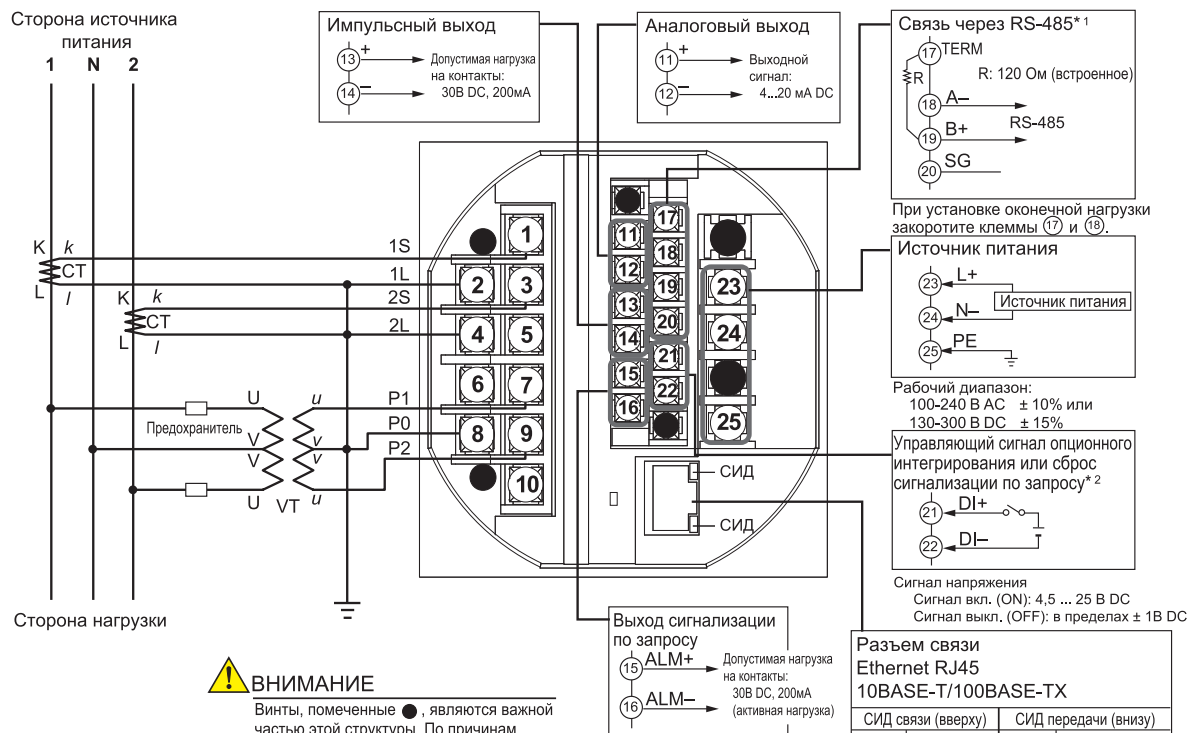 Сторона источника
питания
1 N 2
Импульсный выход
13 +
14 −
Допустимая нагрузка
на контакты:
30В DC, 200мА
Аналоговый выход
11 +
12 −
Выходной
сигнал:
4...20 мА DC
Связь через RS-485*1
17 TERM
R
R: 120 Ом (встроенное)
18 A−
19 B+
RS-485
20 SG
При установке оконечной нагрузки
закоротите клеммы 17 и 18.
Источник питания
23 L+
Источник питания
24 N−
25 PE
Рабочий диапазон:
100-240 В AC ± 10% или
130-300 В DC ± 15%
Управляющий сигнал опционного
интегрирования или сброс
сигнализации по запросу*2
21 DI+
22 DI−
Сигнал напряжения
Сигнал вкл. (ON): 4,5 ... 25 В DC
Сигнал выкл. (OFF): в пределах ± 1В DC
K k
CT
L l
K k
CT
L l
1S
1L
2S
2L
U u P1
Предохранитель
V v P0
V v P2
U VT u
1
2 3
4 5
6 7
8 9
10
11
12
13
14
15
16
17
18
19
20
21
22
23
24
25
СИД
СИД
Сторона нагрузки
Выход сигнализации
по запросу
15 ALM+
16 ALM−
Допустимая нагрузка
на контакты:
30В DC, 200мА
(активная нагрузка)
Разъем связи
Ethernet RJ45
10BASE-T/100BASE-TX
СИД связи (вверху) СИД передачи (внизу)
! ВНИМАНИЕ
Винты, помеченные ●, являются важной
частью этой структуры. По причинам